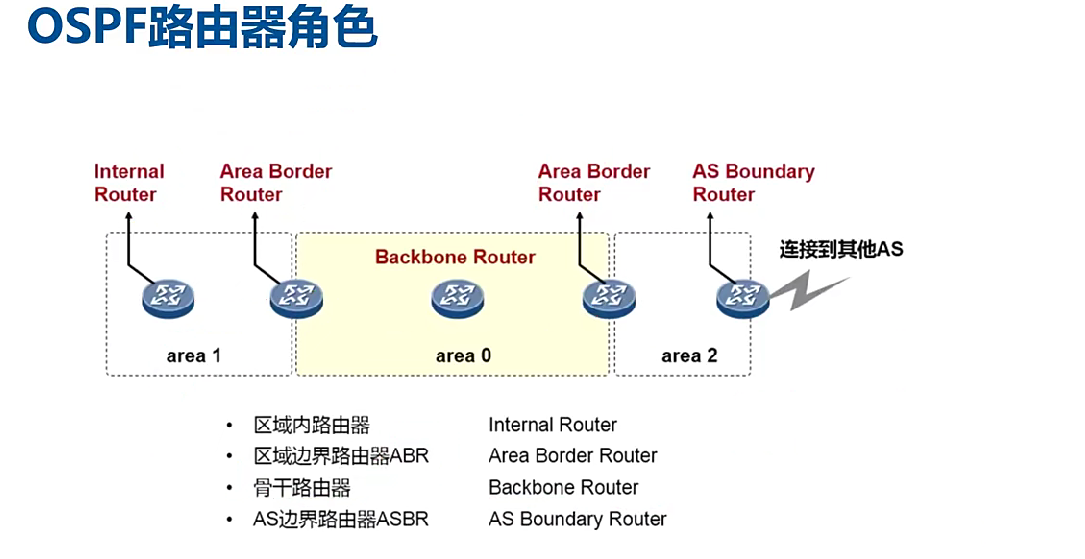 OSPF路由器角色
Internal
Router
Area Border
Router
Area Border
Router
AS Boundary
Router
Backbone Router
连接到其他AS
area 1
area 0
area 2
• 区域内路由器 Internal Router
• 区域边界路由器ABR Area Border Router
• 骨干路由器 Backbone Router
• AS边界路由器ASBR AS Boundary Router